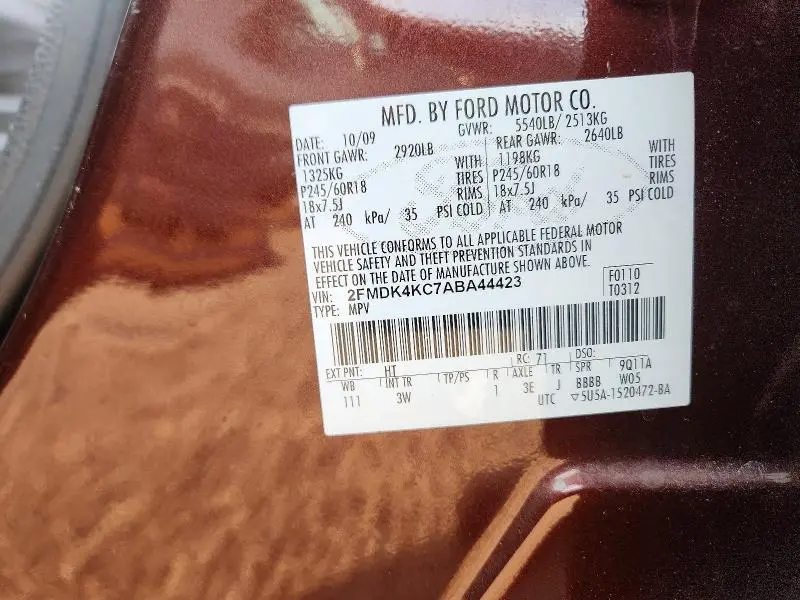 MFD. BY FORD MOTOR CO.
DATE: 10/09 GVWR: 5540LB/ 2513KG
FRONT GAWR: 2920LB REAR GAWR: 2640LB
1325KG WITH 1198KG WITH
P245/60R18 TIRES P245/60R18 TIRES
18x7.5J RIMS 18x7.5J RIMS
AT 240 kPa/ 35 PSI COLD AT 240 kPa/ 35 PSI COLD
THIS VEHICLE CONFORMS TO ALL APPLICABLE FEDERAL MOTOR
VEHICLE SAFETY AND THEFT PREVENTION STANDARDS IN
EFFECT ON THE DATE OF MANUFACTURE SHOWN ABOVE.
VIN: 2FMDK4KC7ABA44423 F0110
TYPE: MPV T0312
EXT PNT: HT RC: 71 DSO:
WB INT TR TP/PS R AXLE TR SPR 9Q11A
111 3W 1 3E J BBBB W05
UTC ▽5U5A-1520472-BA